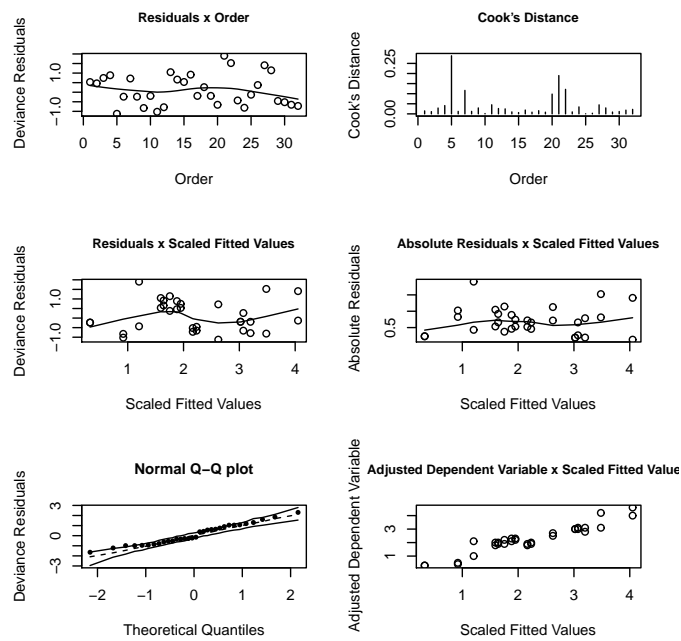 Residuals x Order
Deviance Residuals
1.0
−1.0
0 5 10 15 20 25 30
Order
Cook's Distance
Cook's Distance
0.25
0.00
0 5 10 15 20 25 30
Order
Residuals x Scaled Fitted Values
Deviance Residuals
1.0
−1.0
1 2 3 4
Scaled Fitted Values
Absolute Residuals x Scaled Fitted Values
Absolute Residuals
0.5
1 2 3 4
Scaled Fitted Values
Normal Q−Q plot
Deviance Residuals
3
0
−3
−2 −1 0 1 2
Theoretical Quantiles
Adjusted Dependent Variable x Scaled Fitted Value
Adjusted Dependent Variable
3
1
1 2 3 4
Scaled Fitted Values